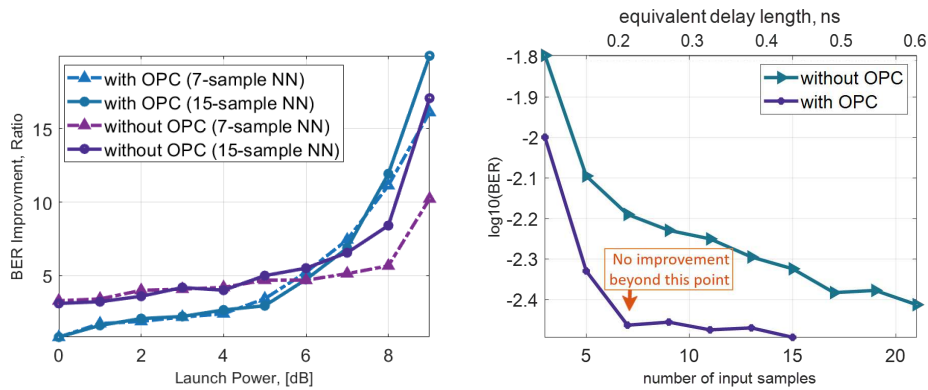 with OPC (7-sample NN)
with OPC (15-sample NN)
without OPC (7-sample NN)
without OPC (15-sample NN)
BER Improvment, Ratio
15
10
5
0
2
4
6
8
Launch Power, [dB]
equivalent delay length, ns
0.1
0.2
0.3
0.4
0.5
0.6
without OPC
with OPC
log10(BER)
-1.8
-1.9
-2
-2.1
-2.2
-2.3
-2.4
No improvement
beyond this point
5
10
15
20
number of input samples